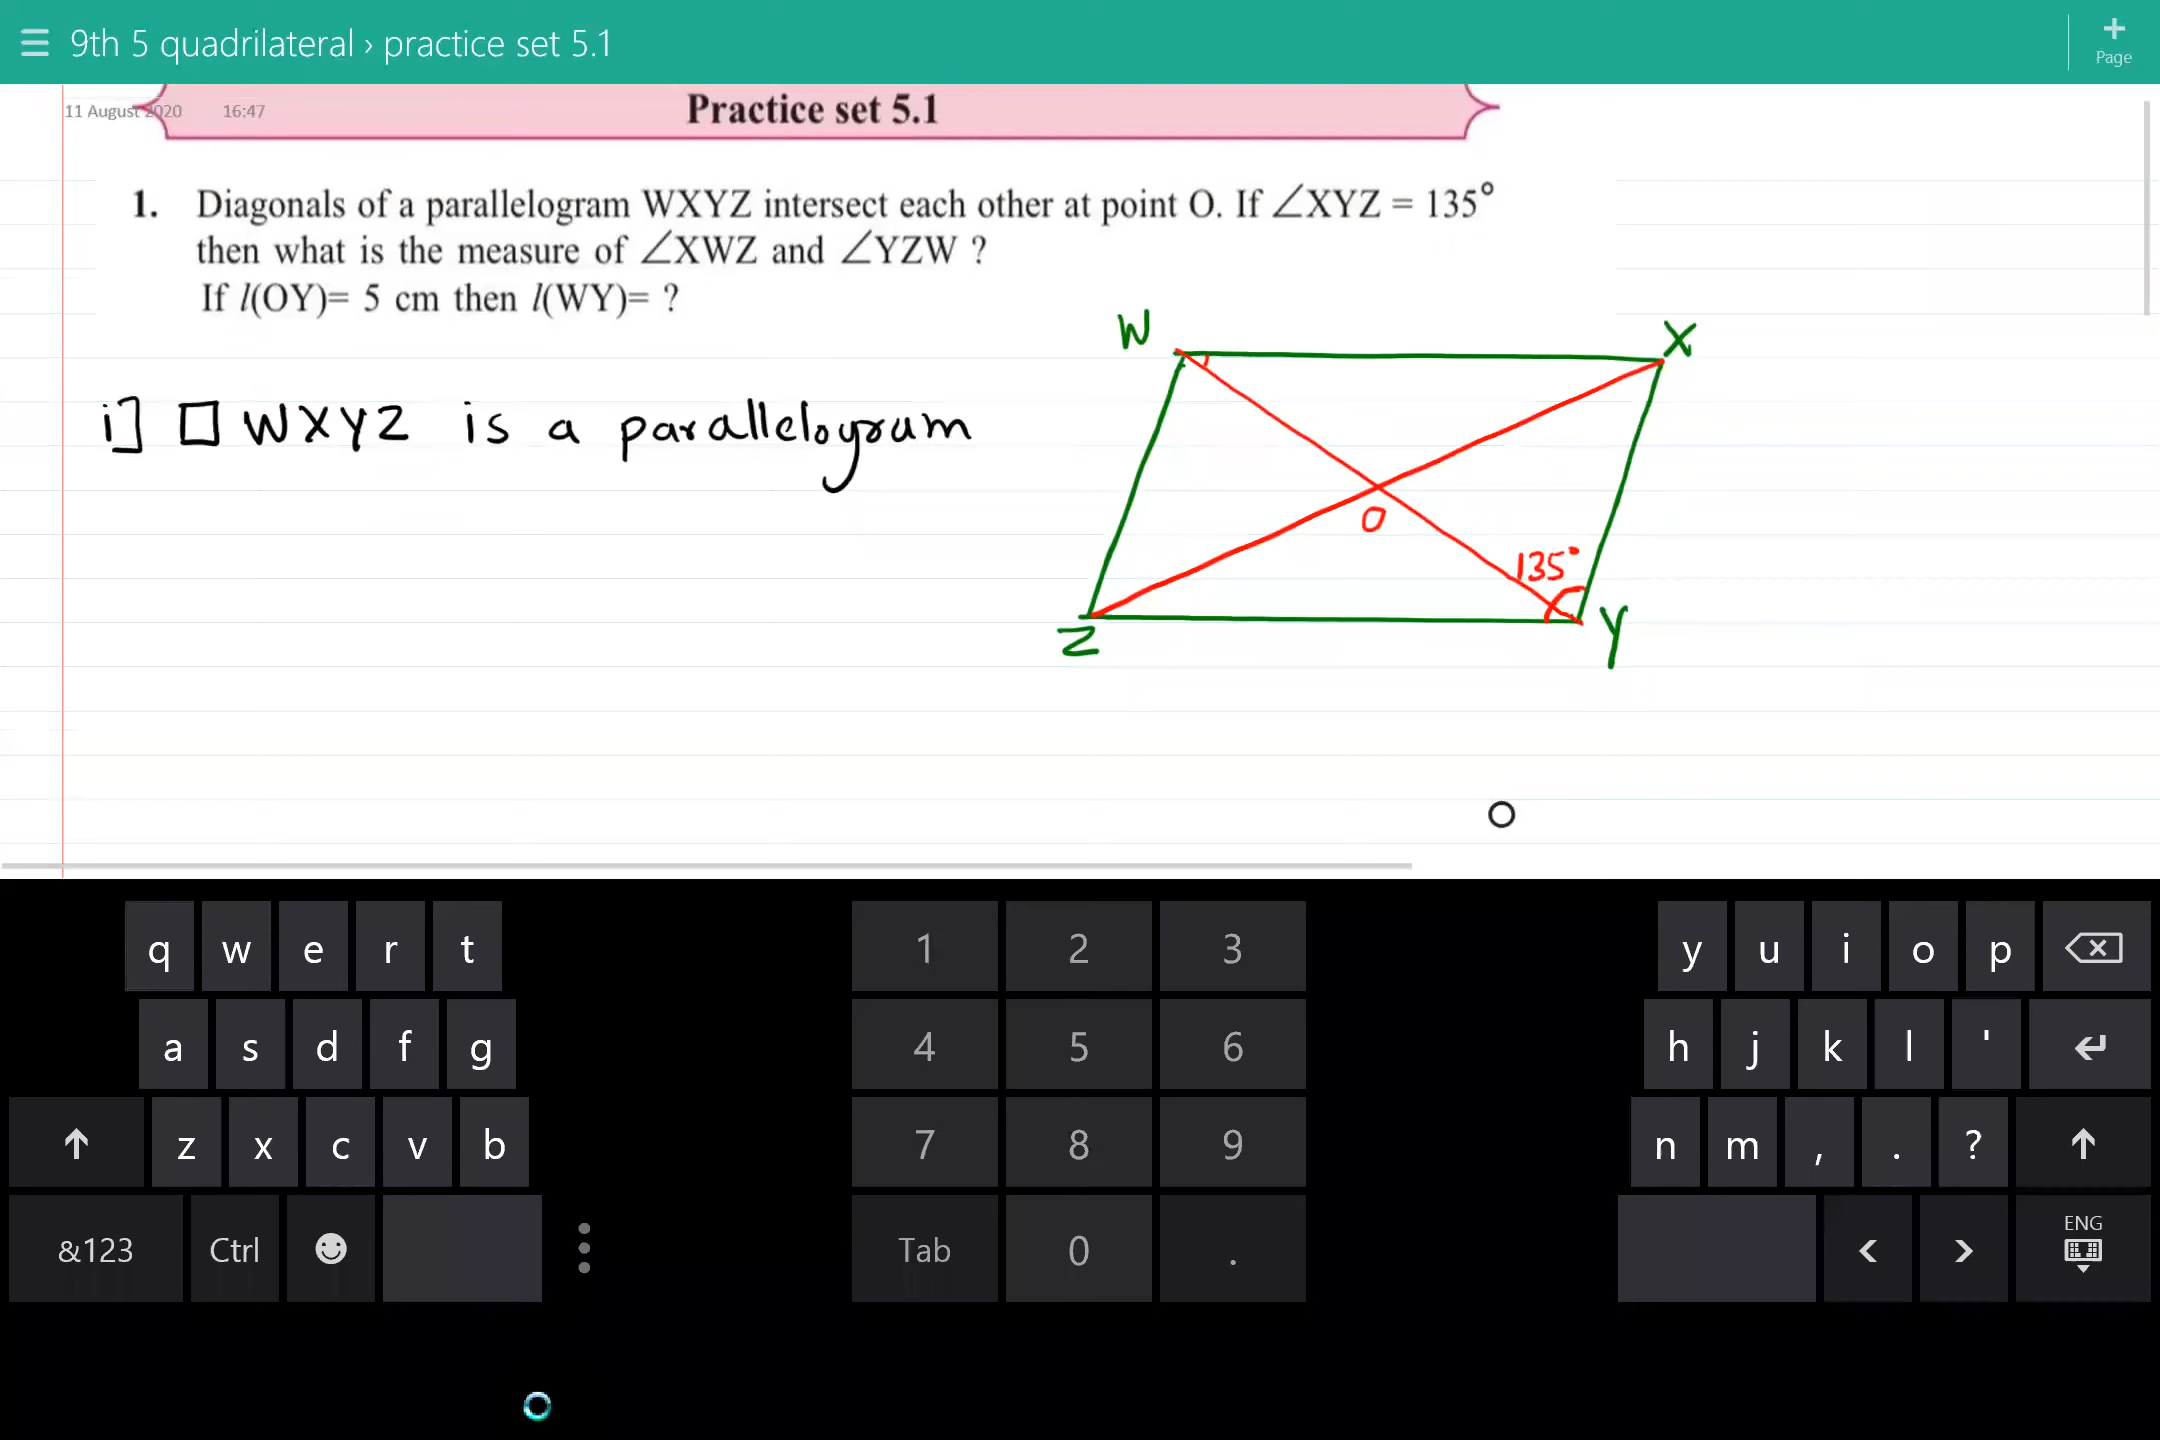 9th 5 quadrilateral › practice set 5.1
+
Page
11 August 2020 16:47
Practice set 5.1
1. Diagonals of a parallelogram WXYZ intersect each other at point O. If ∠XYZ = 135°
then what is the measure of ∠XWZ and ∠YZW ?
If l(OY)= 5 cm then l(WY)= ?
W
X
i] □ WXYZ is a parallelogram
O
135°
Z
Y
q w e r t 1 2 3 y u i o p
a s d f g 4 5 6 h j k l '
z x c v b 7 8 9 n m , . ?
&123 Ctrl Tab 0 . < > ENG